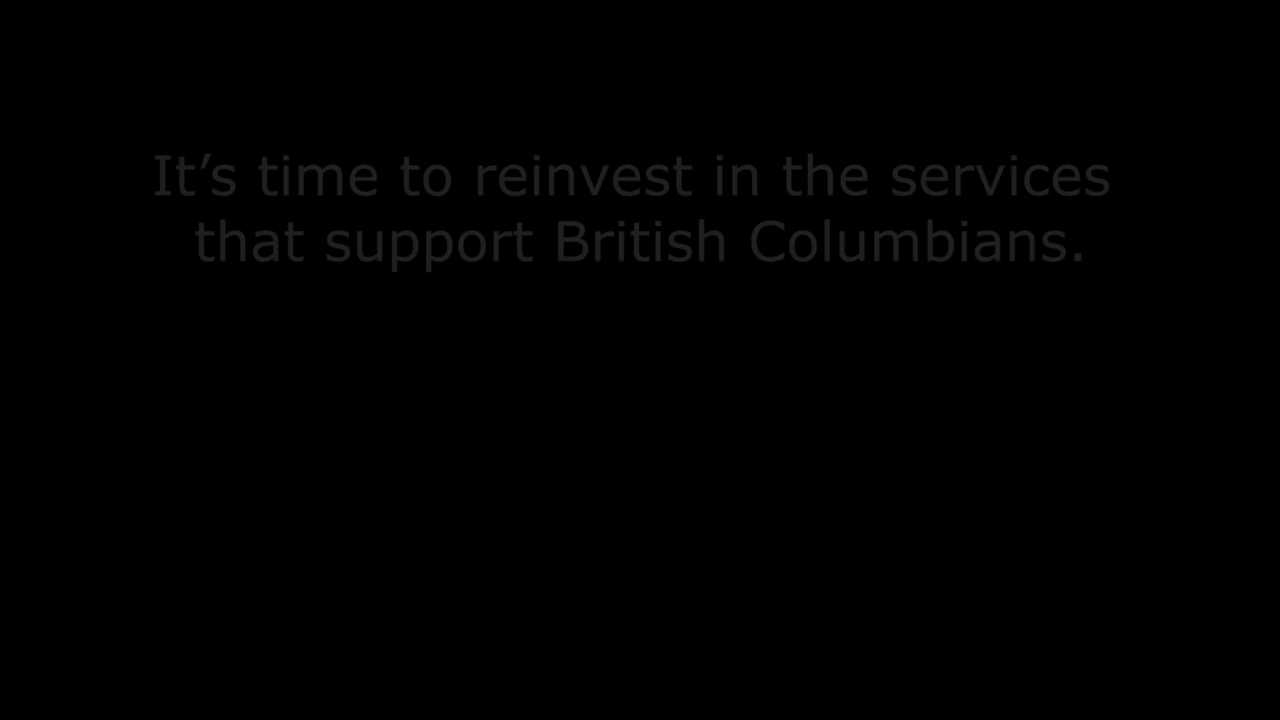 It’s time to reinvest in the services
that support British Columbians.